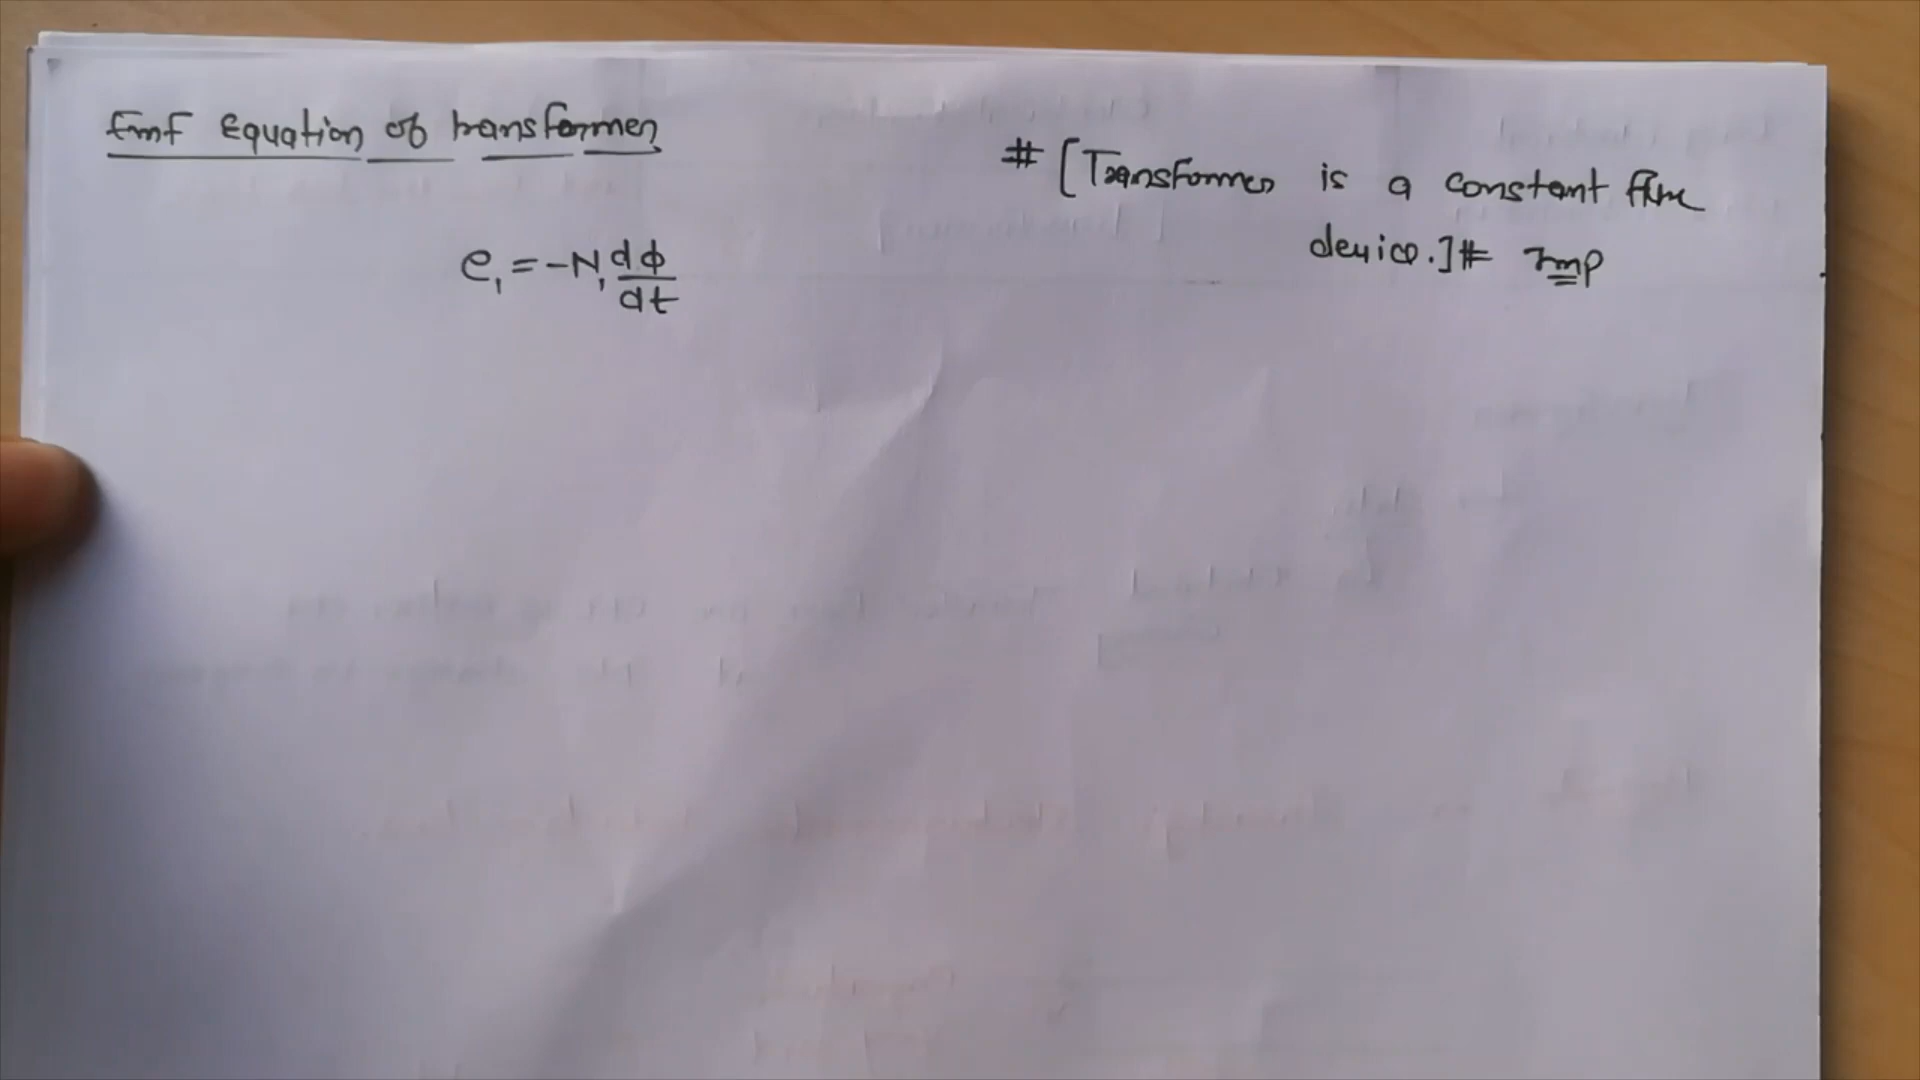 Emf Equation of transformer
# [Transformer is a constant flux
device.] # Imp
e₁ = -N₁ dφ/dt